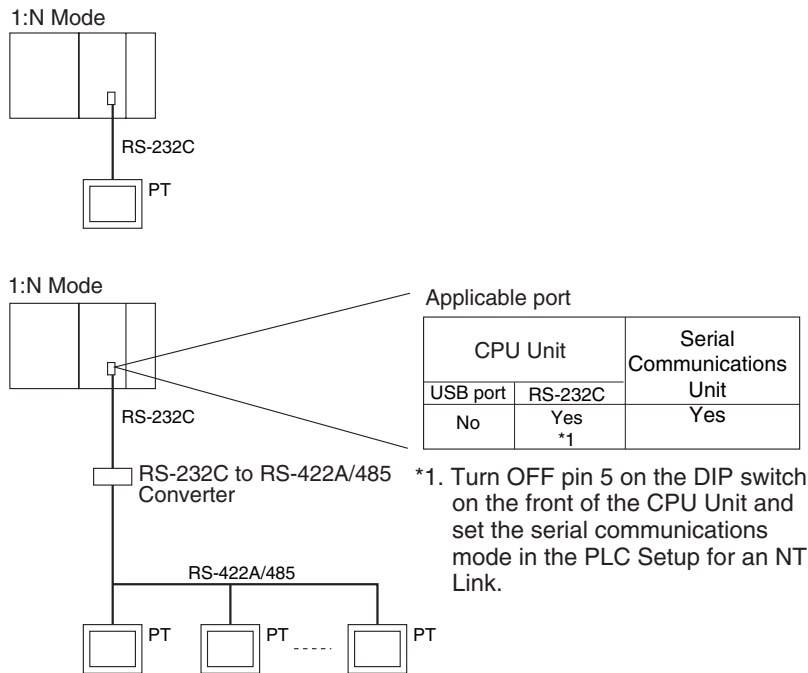 1:N Mode
RS-232C
PT
1:N Mode
RS-232C
RS-232C to RS-422A/485
Converter
RS-422A/485
PT
PT
PT
Applicable port
CPU Unit
Serial
Communications
Unit
USB port
RS-232C
No
Yes
*1
Yes
*1. Turn OFF pin 5 on the DIP switch
on the front of the CPU Unit and
set the serial communications
mode in the PLC Setup for an NT
Link.